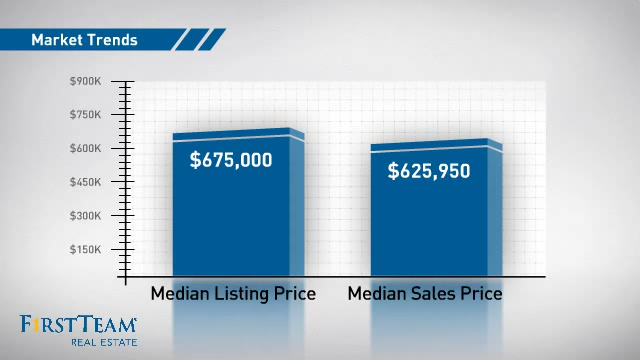 Market Trends
$900K
$750K
$600K
$450K
$300K
$150K
$675,000
$625,950
Median Listing Price
Median Sales Price
FIRSTTEAM®
REAL ESTATE